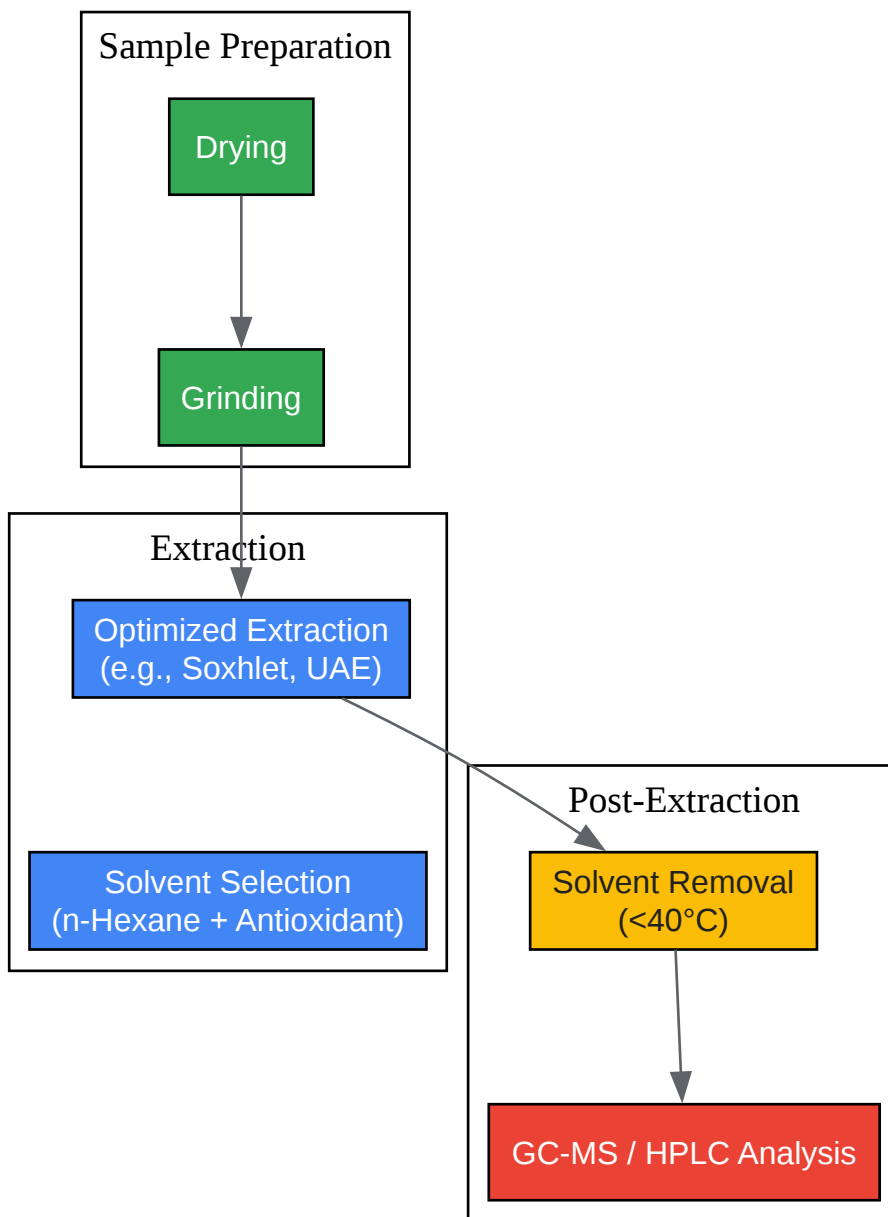 Sample Preparation
Drying
Grinding
Extraction
Optimized Extraction
(e.g., Soxhlet, UAE)
Solvent Selection
(n-Hexane + Antioxidant)
Post-Extraction
Solvent Removal
(<40°C)
GC-MS / HPLC Analysis